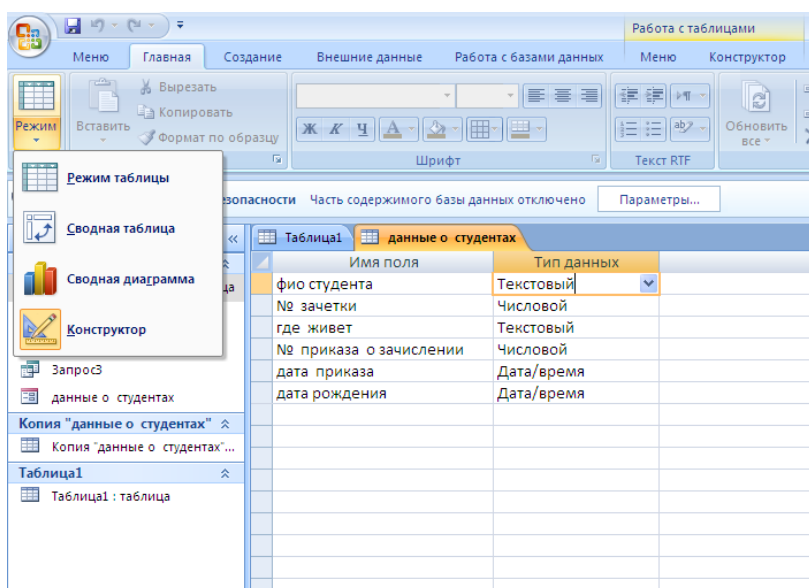 Работа с таблицами
Меню Главная Создание Внешние данные Работа с базами данных Меню Конструктор
Режим
Вставить
Вырезать
Копировать
Формат по образцу
Ж К Ч
Шрифт
Текст RTF
Обновить
все
Режим таблицы
Сводная таблица
Сводная диаграмма
Конструктор
Часть содержимого базы данных отключено Параметры...
Таблица1 данные о студентах
Имя поля Тип данных
фио студента Текстовый
№ зачетки Числовой
где живет Текстовый
№ приказа о зачислении Числовой
дата приказа Дата/время
дата рождения Дата/время
Запрос3
данные о студентах
Копия "данные о студентах"
Копия "данные о студентах"...
Таблица1
Таблица1 : таблица